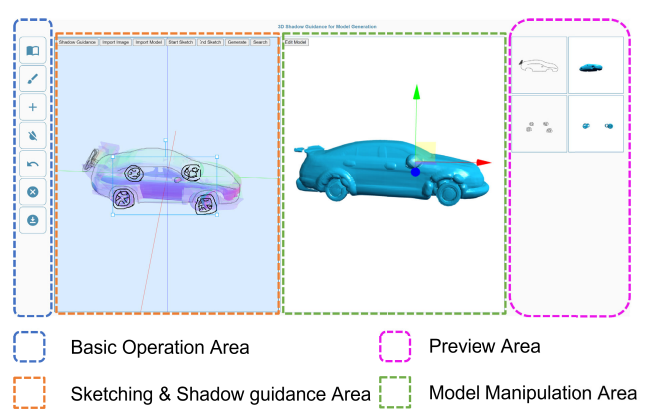 3D Shadow Guidance for Model Generation
Shadow Guidance Import Image Import Model Start Sketch Ind Sketch Generate Search Edit Model
Basic Operation Area
Preview Area
Sketching & Shadow guidance Area
Model Manipulation Area